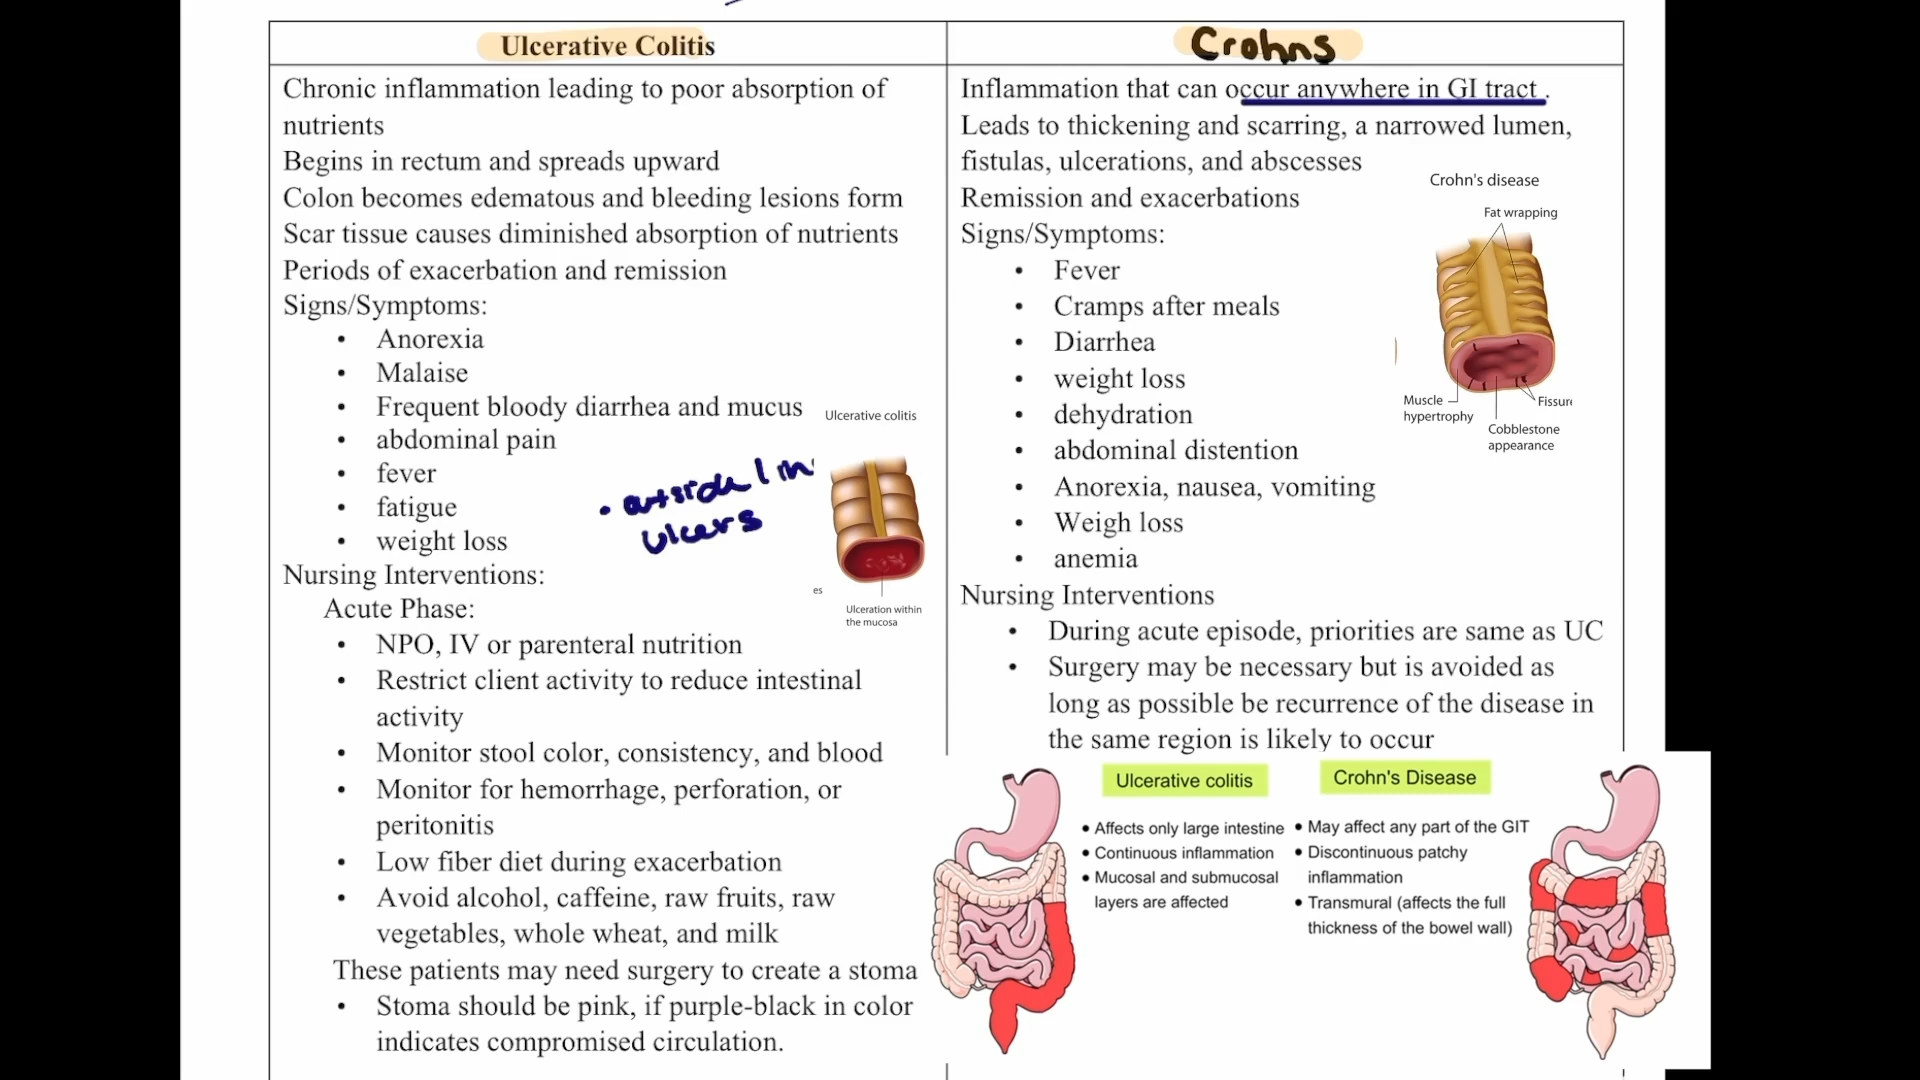 Ulcerative Colitis
Chronic inflammation leading to poor absorption of
nutrients
Begins in rectum and spreads upward
Colon becomes edematous and bleeding lesions form
Scar tissue causes diminished absorption of nutrients
Periods of exacerbation and remission
Signs/Symptoms:
• Anorexia
• Malaise
• Frequent bloody diarrhea and mucus
• abdominal pain
• fever
• fatigue
• weight loss
• outside
ulcers
Ulcerative colitis
es
Ulceration within
the mucosa
Nursing Interventions:
Acute Phase:
• NPO, IV or parenteral nutrition
• Restrict client activity to reduce intestinal
activity
• Monitor stool color, consistency, and blood
• Monitor for hemorrhage, perforation, or
peritonitis
• Low fiber diet during exacerbation
• Avoid alcohol, caffeine, raw fruits, raw
vegetables, whole wheat, and milk
These patients may need surgery to create a stoma
• Stoma should be pink, if purple-black in color
indicates compromised circulation.
Crohns
Inflammation that can occur anywhere in GI tract .
Leads to thickening and scarring, a narrowed lumen,
fistulas, ulcerations, and abscesses
Remission and exacerbations
Signs/Symptoms:
• Fever
• Cramps after meals
• Diarrhea
• weight loss
• dehydration
• abdominal distention
• Anorexia, nausea, vomiting
• Weigh loss
• anemia
Crohn's disease
Fat wrapping
Muscle
hypertrophy
Fissure
Cobblestone
appearance
Nursing Interventions
• During acute episode, priorities are same as UC
• Surgery may be necessary but is avoided as
long as possible be recurrence of the disease in
the same region is likely to occur
Ulcerative colitis
• Affects only large intestine
• Continuous inflammation
• Mucosal and submucosal
layers are affected
Crohn's Disease
• May affect any part of the GIT
• Discontinuous patchy
inflammation
• Transmural (affects the full
thickness of the bowel wall)